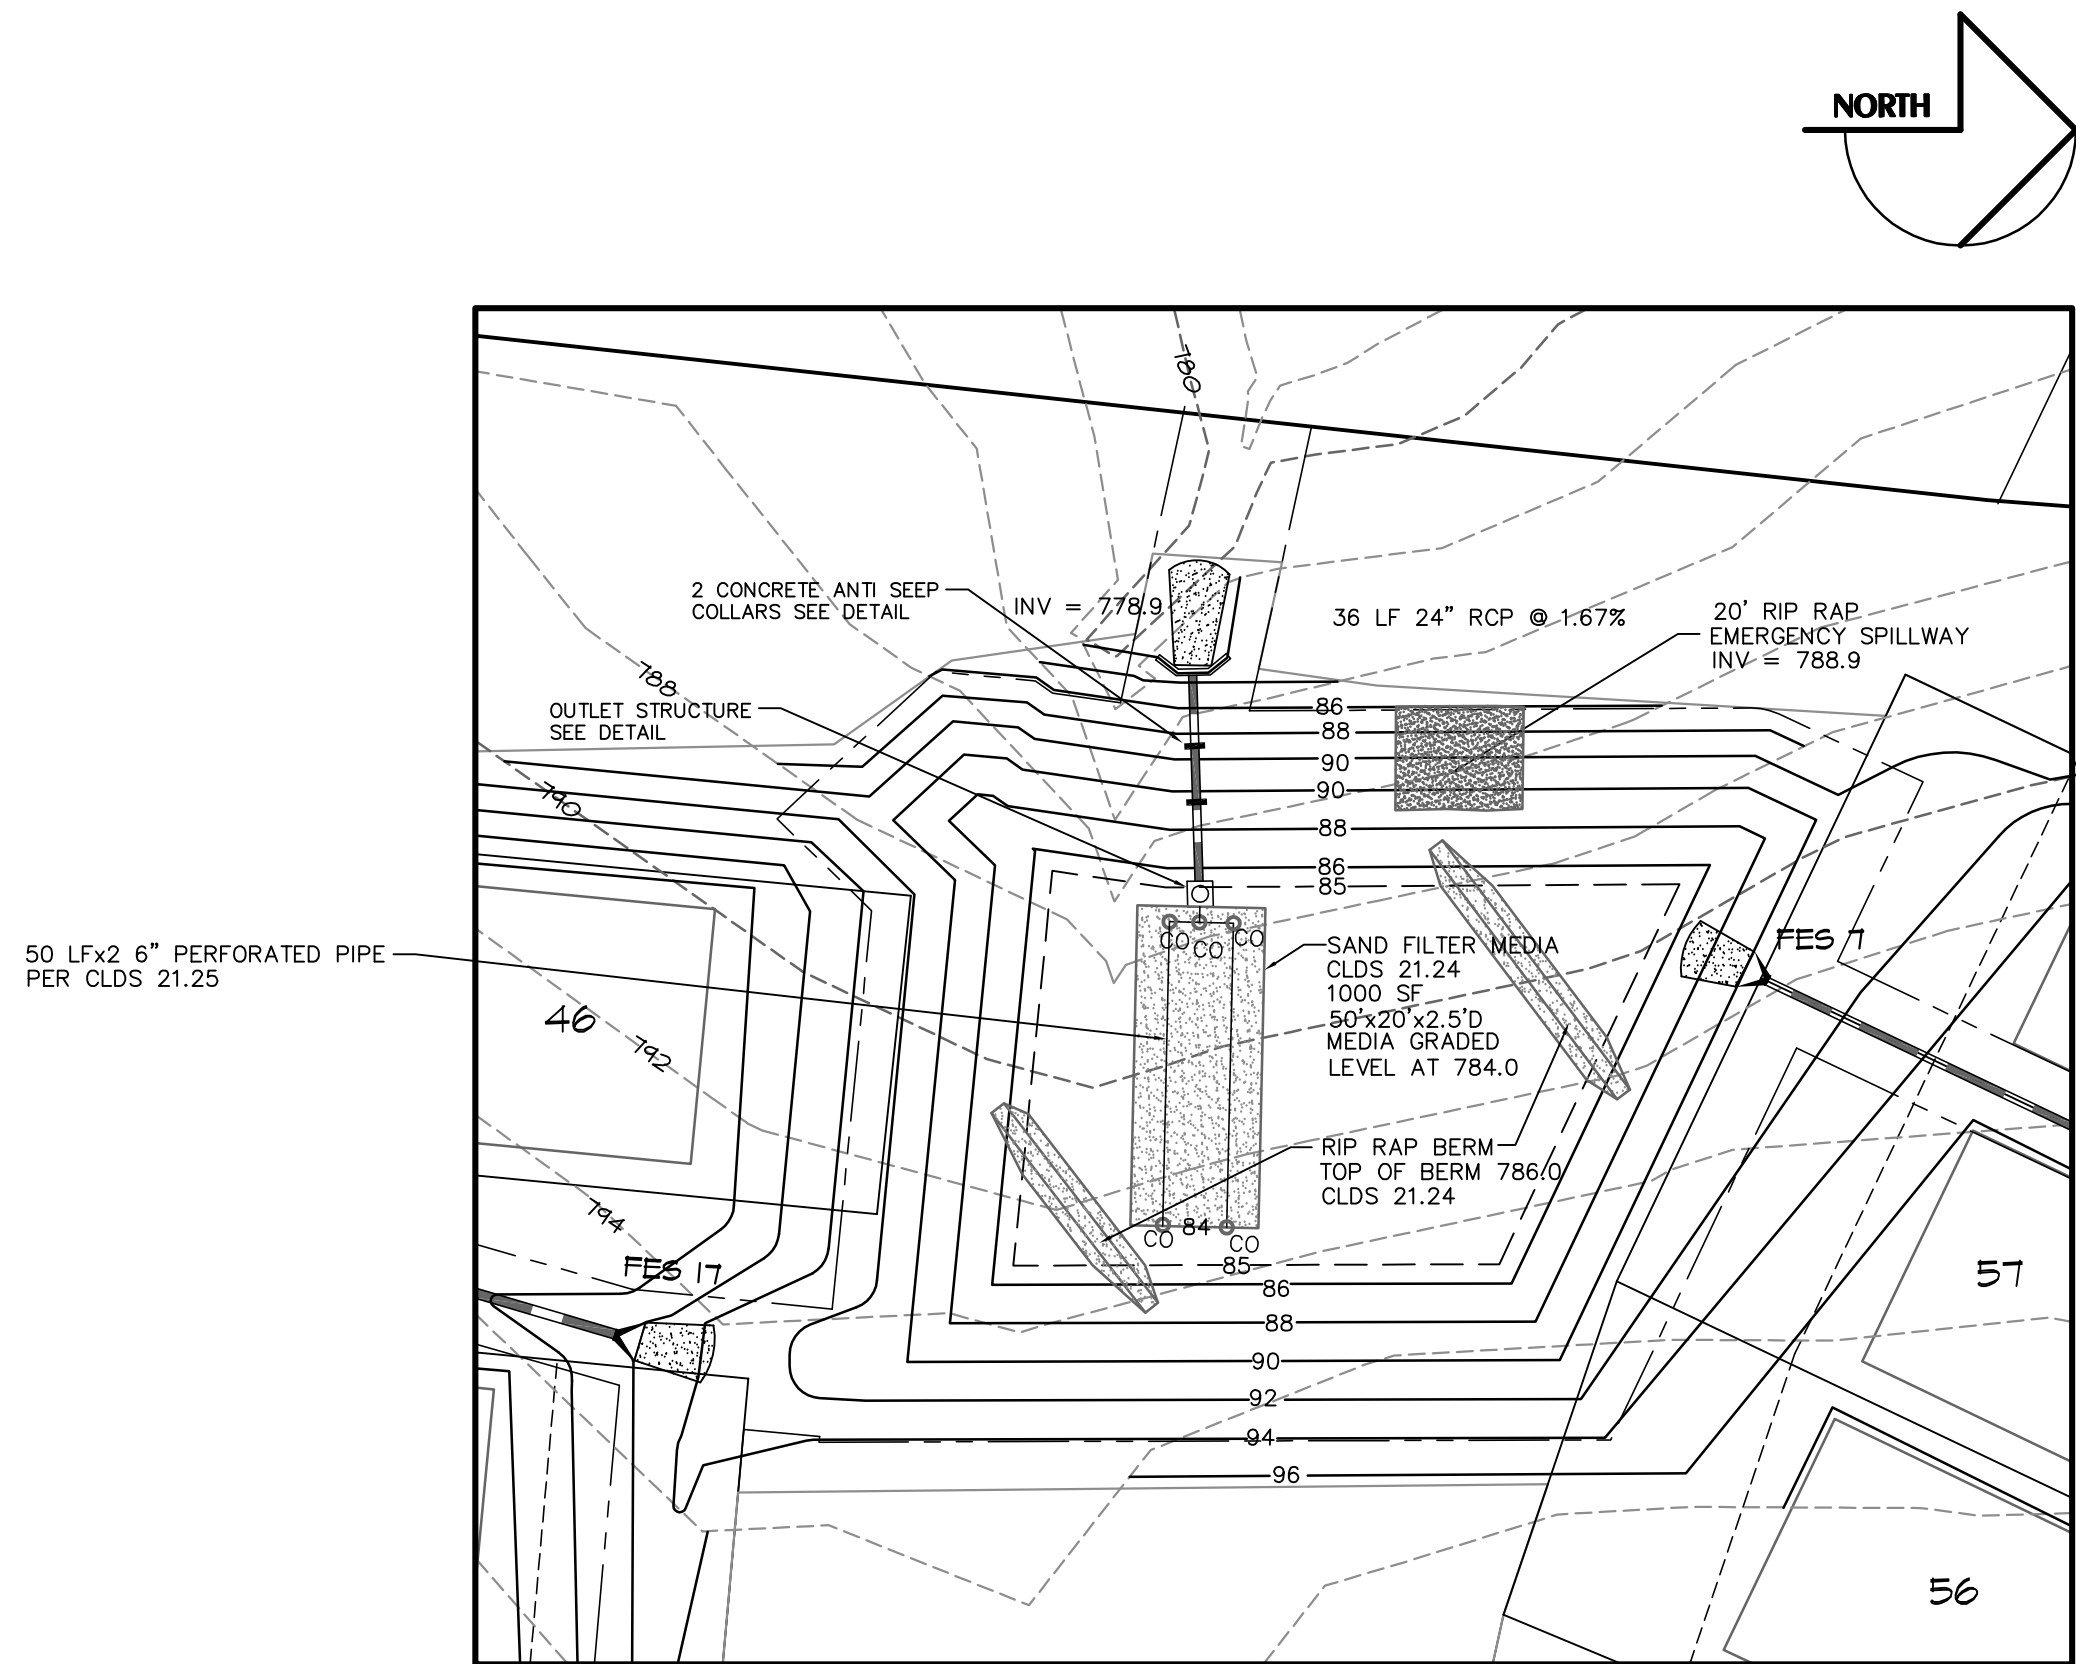 NORTH
780
2 CONCRETE ANTI SEEP
COLLARS SEE DETAIL
INV = 778.9
36 LF 24” RCP @ 1.67%
20' RIP RAP
EMERGENCY SPILLWAY
INV = 788.9
788
OUTLET STRUCTURE
SEE DETAIL
86
88
90
790
90
88
86
85
50 LFx2 6” PERFORATED PIPE
PER CLDS 21.25
CO
CO
CO
SAND FILTER MEDIA
CLDS 21.24
1000 SF
50'x20'x2.5'D
MEDIA GRADED
LEVEL AT 784.0
FES 7
46
792
RIP RAP BERM
TOP OF BERM 786.0
CLDS 21.24
794
84
CO
CO
FES 17
85
86
57
88
90
92
94
96
56